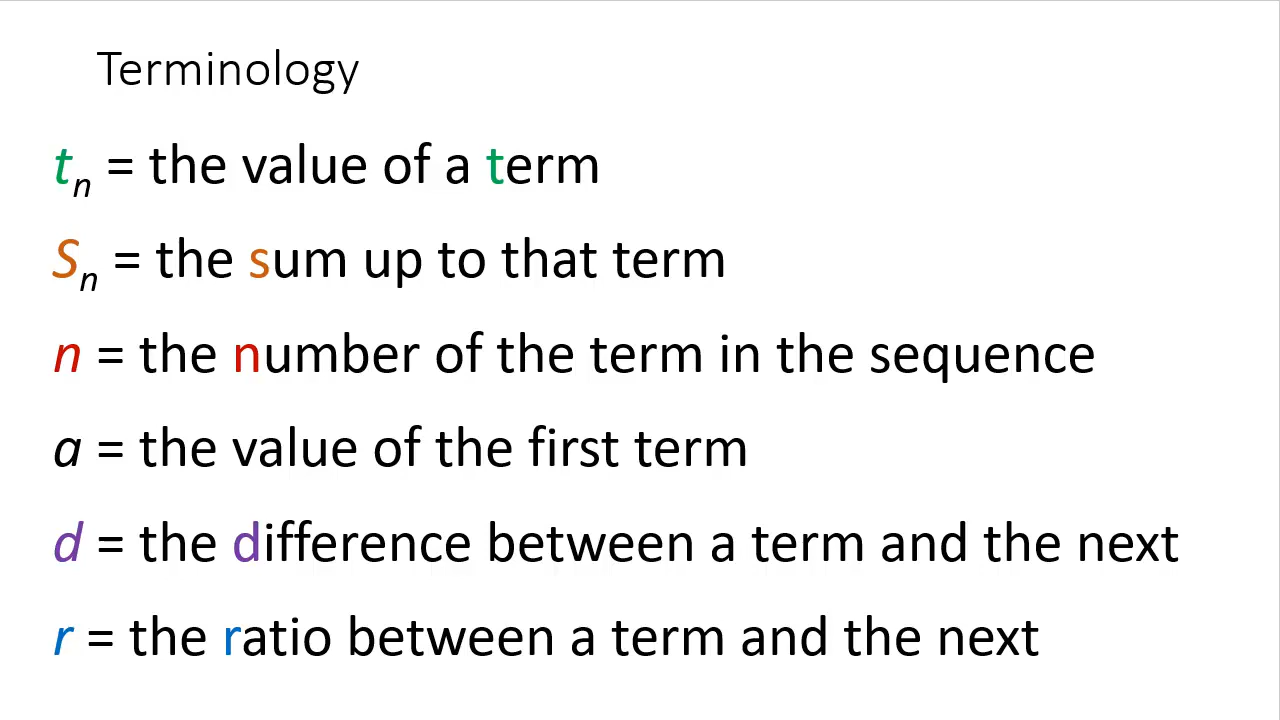 Terminology
tₙ = the value of a term
Sₙ = the sum up to that term
n = the number of the term in the sequence
a = the value of the first term
d = the difference between a term and the next
r = the ratio between a term and the next